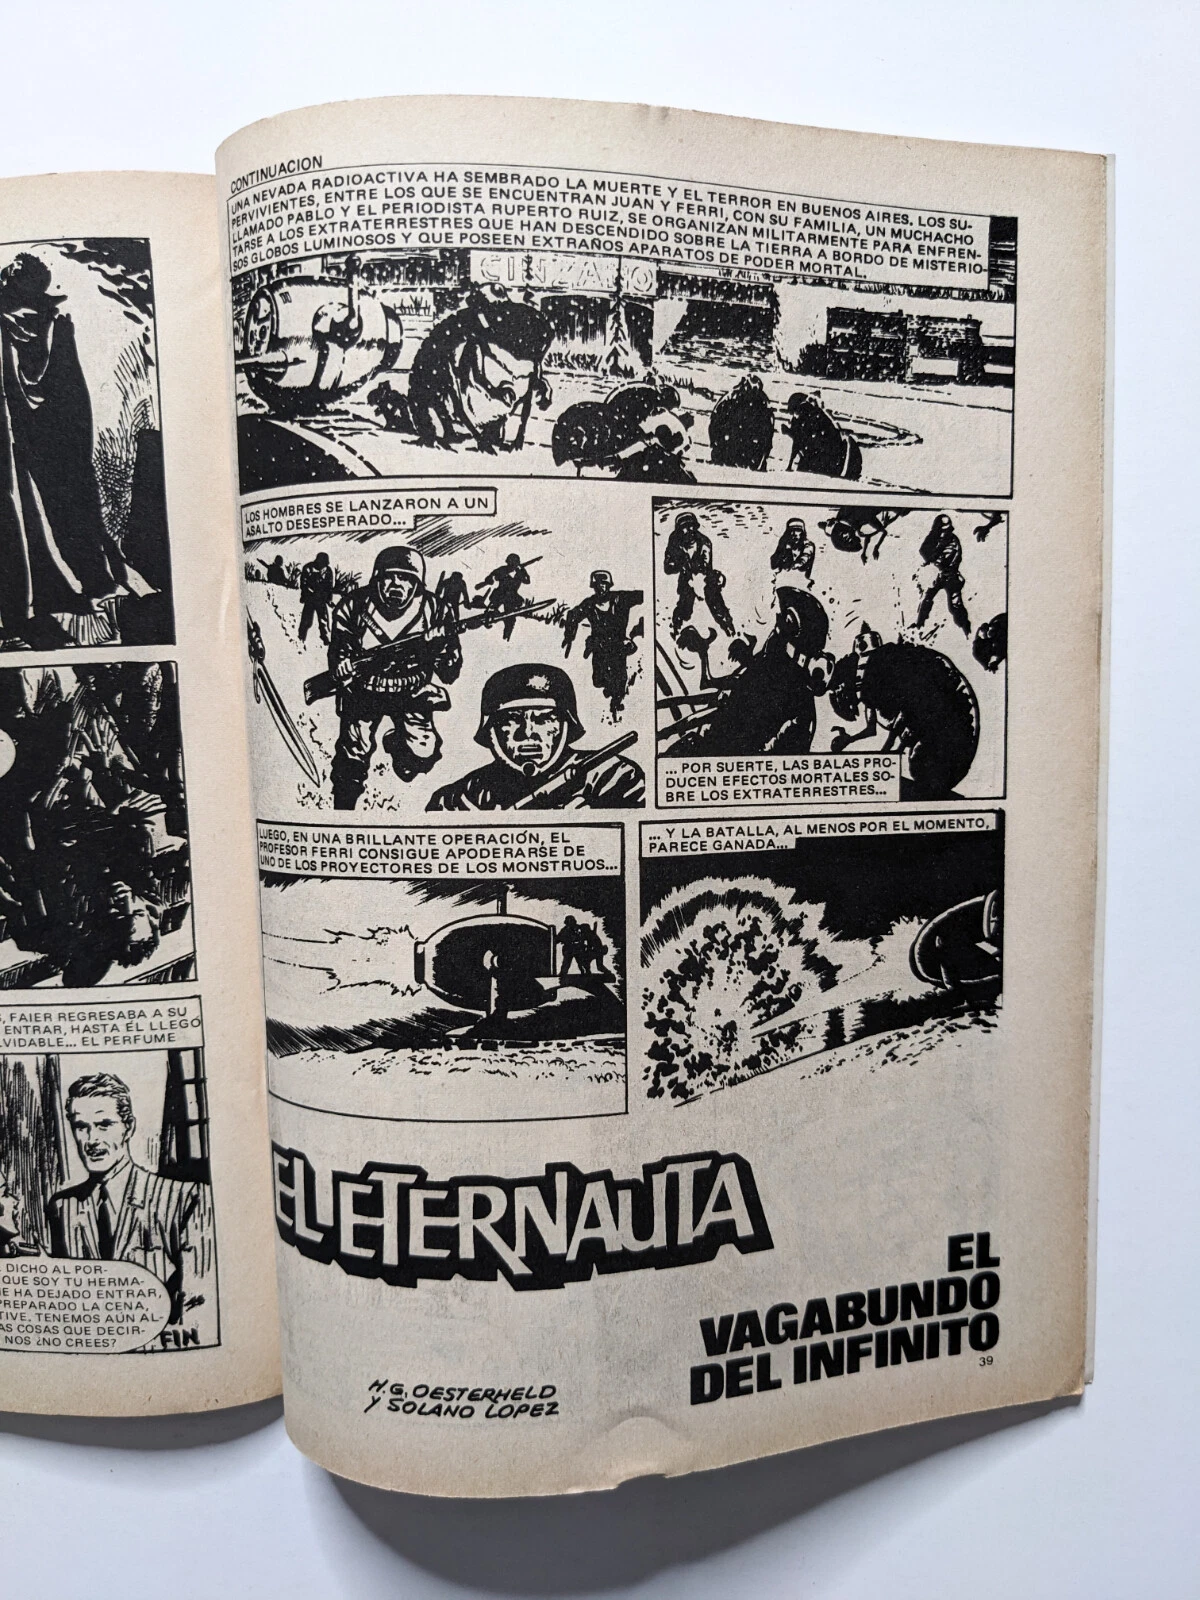 , FAIER REGRESABA A SU
ENTRAR, HASTA ÉL LLEGÓ
... EL PERFUME
DICHO AL POR-
QUE SOY TU HERMA-
HA DEJADO ENTRAR,
LA CENA,
TENEMOS AÚN AL-
COSAS QUE DECIR-
NOS ¿NO CREES?
FIN
CONTINUACION
UNA NEVADA RADIOACTIVA HA SEMBRADO LA MUERTE Y EL TERROR EN BUENOS AIRES. LOS SU-
PERVIVIENTES, ENTRE LOS QUE SE ENCUENTRAN JUAN Y FERRI, CON SU FAMILIA, UN MUCHACHO
LLAMADO PABLO Y EL PERIODISTA RUPERTO RUIZ, SE ORGANIZAN MILITARMENTE PARA ENFREN-
TARSE A LOS EXTRATERRESTRES QUE HAN DESCENDIDO SOBRE LA TIERRA A BORDO DE MISTERIO-
SOS GLOBOS LUMINOSOS Y QUE POSEEN EXTRAÑOS APARATOS DE PODER MORTAL.
CINZANO
LOS HOMBRES SE LANZARON A UN
ASALTO DESESPERADO...
... POR SUERTE, LAS BALAS PRO-
DUCEN EFECTOS MORTALES SO-
BRE LOS EXTRATERRESTRES...
LUEGO, EN UNA BRILLANTE OPERACIÓN, EL
PROFESOR FERRI CONSIGUE APODERARSE DE
UNO DE LOS PROYECTORES DE LOS MONSTRUOS...
... Y LA BATALLA, AL MENOS POR EL MOMENTO,
PARECE GANADA...
EL ETERNAUTA
EL
VAGABUNDO
DEL INFINITO
39
H.G. OESTERHELD
Y SOLANO LOPEZ